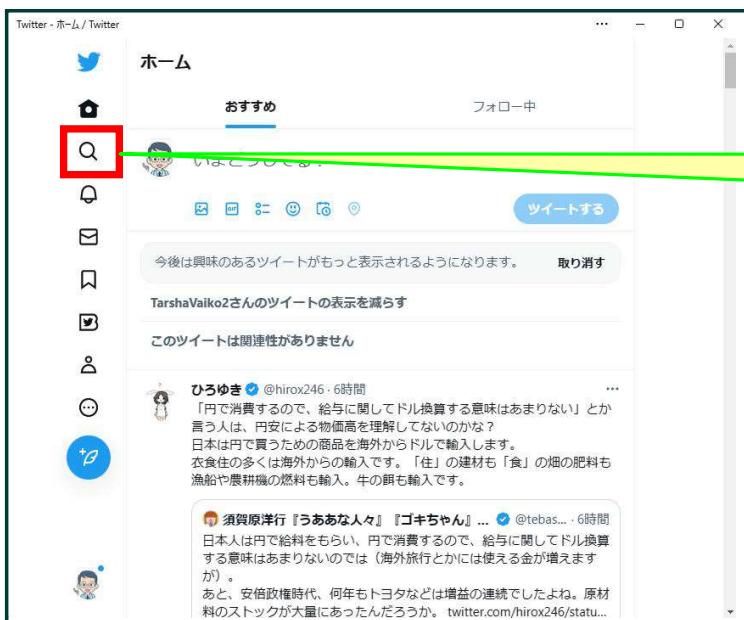 Twitter - ホーム / Twitter
ホーム
おすすめ
フォロー中
いまどうしてる？
GIF
ツイートする
今後は興味のあるツイートがもっと表示されるようになります。 取り消す
TarshaVaiko2さんのツイートの表示を減らす
このツイートは関連性がありません
ひろゆき @hirox246 · 6時間
「円で消費するので、給与に関してドル換算する意味はあまりない」とか
言う人は、円安による物価高を理解してないのかな？
日本は円で買うための商品を海外からドルで輸入します。
衣食住の多くは海外からの輸入です。「住」の建材も「食」の畑の肥料も
漁船や農耕機の燃料も輸入。牛の餌も輸入です。
須賀原洋行『うああな人々』『ゴキちゃん』... @tebas... · 6時間
日本人は円で給料をもらい、円で消費するので、給与に関してドル換算
する意味はあまりないのでは（海外旅行とかには使える金が増えます
が）。
あと、安倍政権時代、何年もトヨタなどは増益の連続でしたよね。原材
料のストックが大量にあったんだろうか。 twitter.com/hirox246/statu...